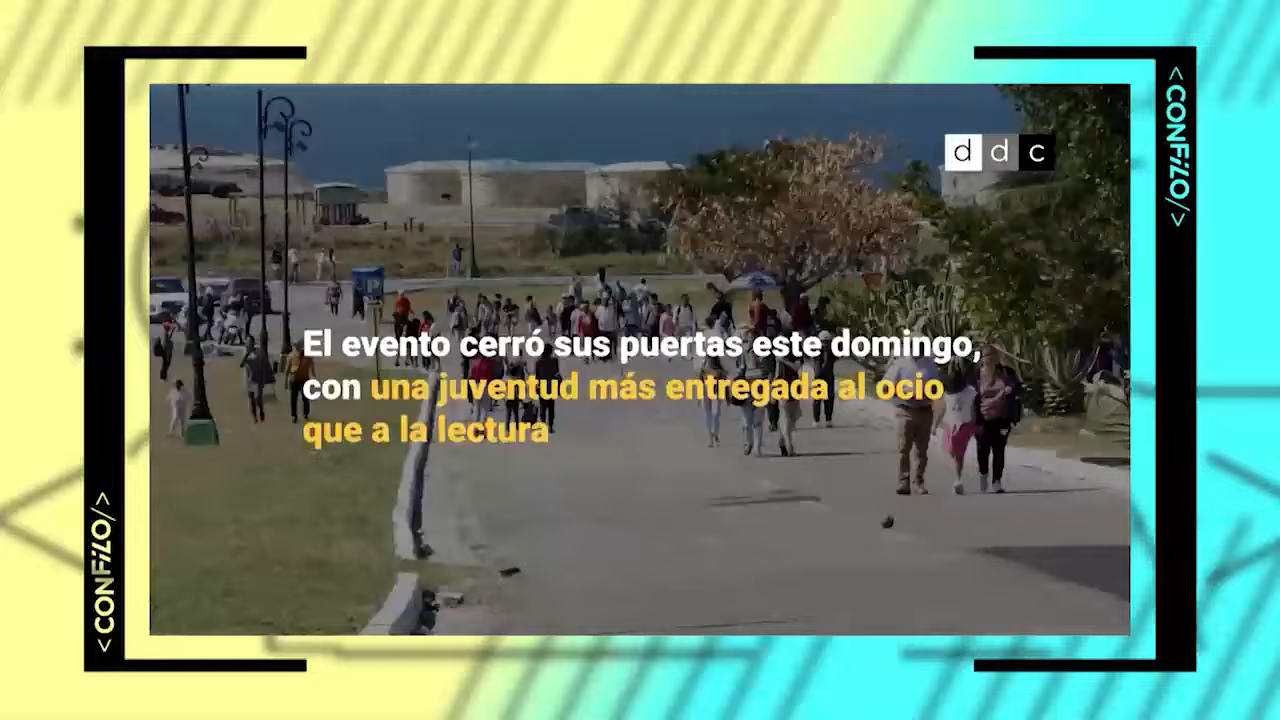 <CONFiLO/>
d d c
El evento cerró sus puertas este domingo,
con una juventud más entregada al ocio
que a la lectura
<CONFiLO/>